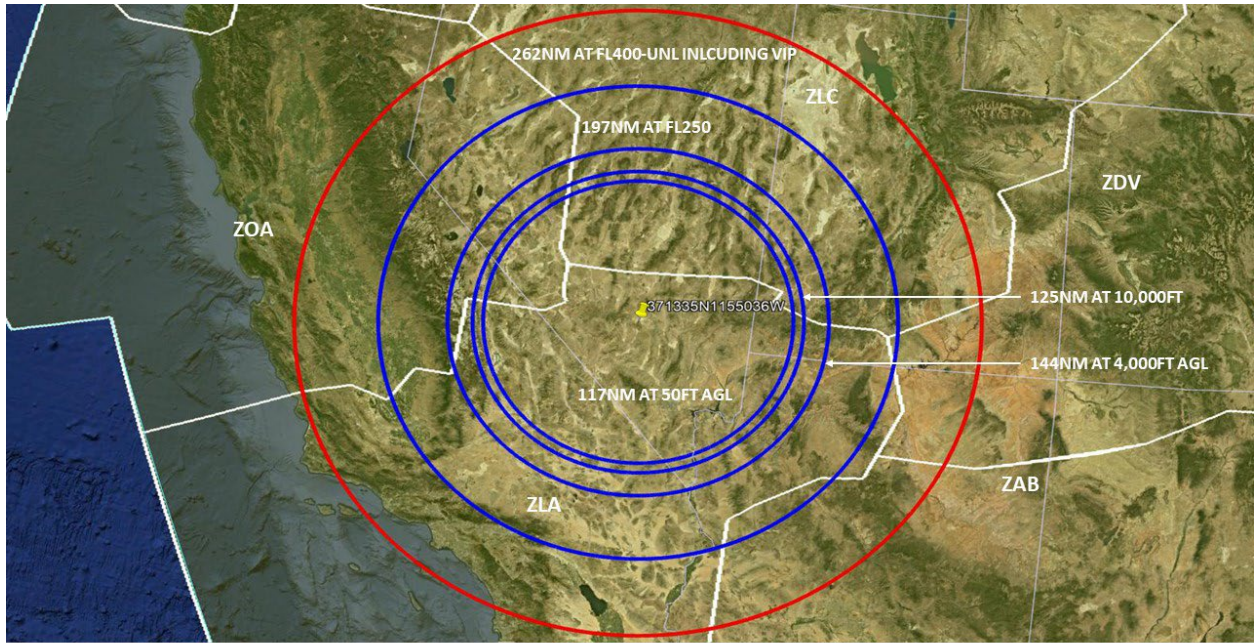 262NM AT FL400-UNL INLCUDING VIP
ZLC
197NM AT FL250
ZDV
ZOA
371335N1155036W
125NM AT 10,000FT
144NM AT 4,000FT AGL
117NM AT 50FT AGL
ZAB
ZLA